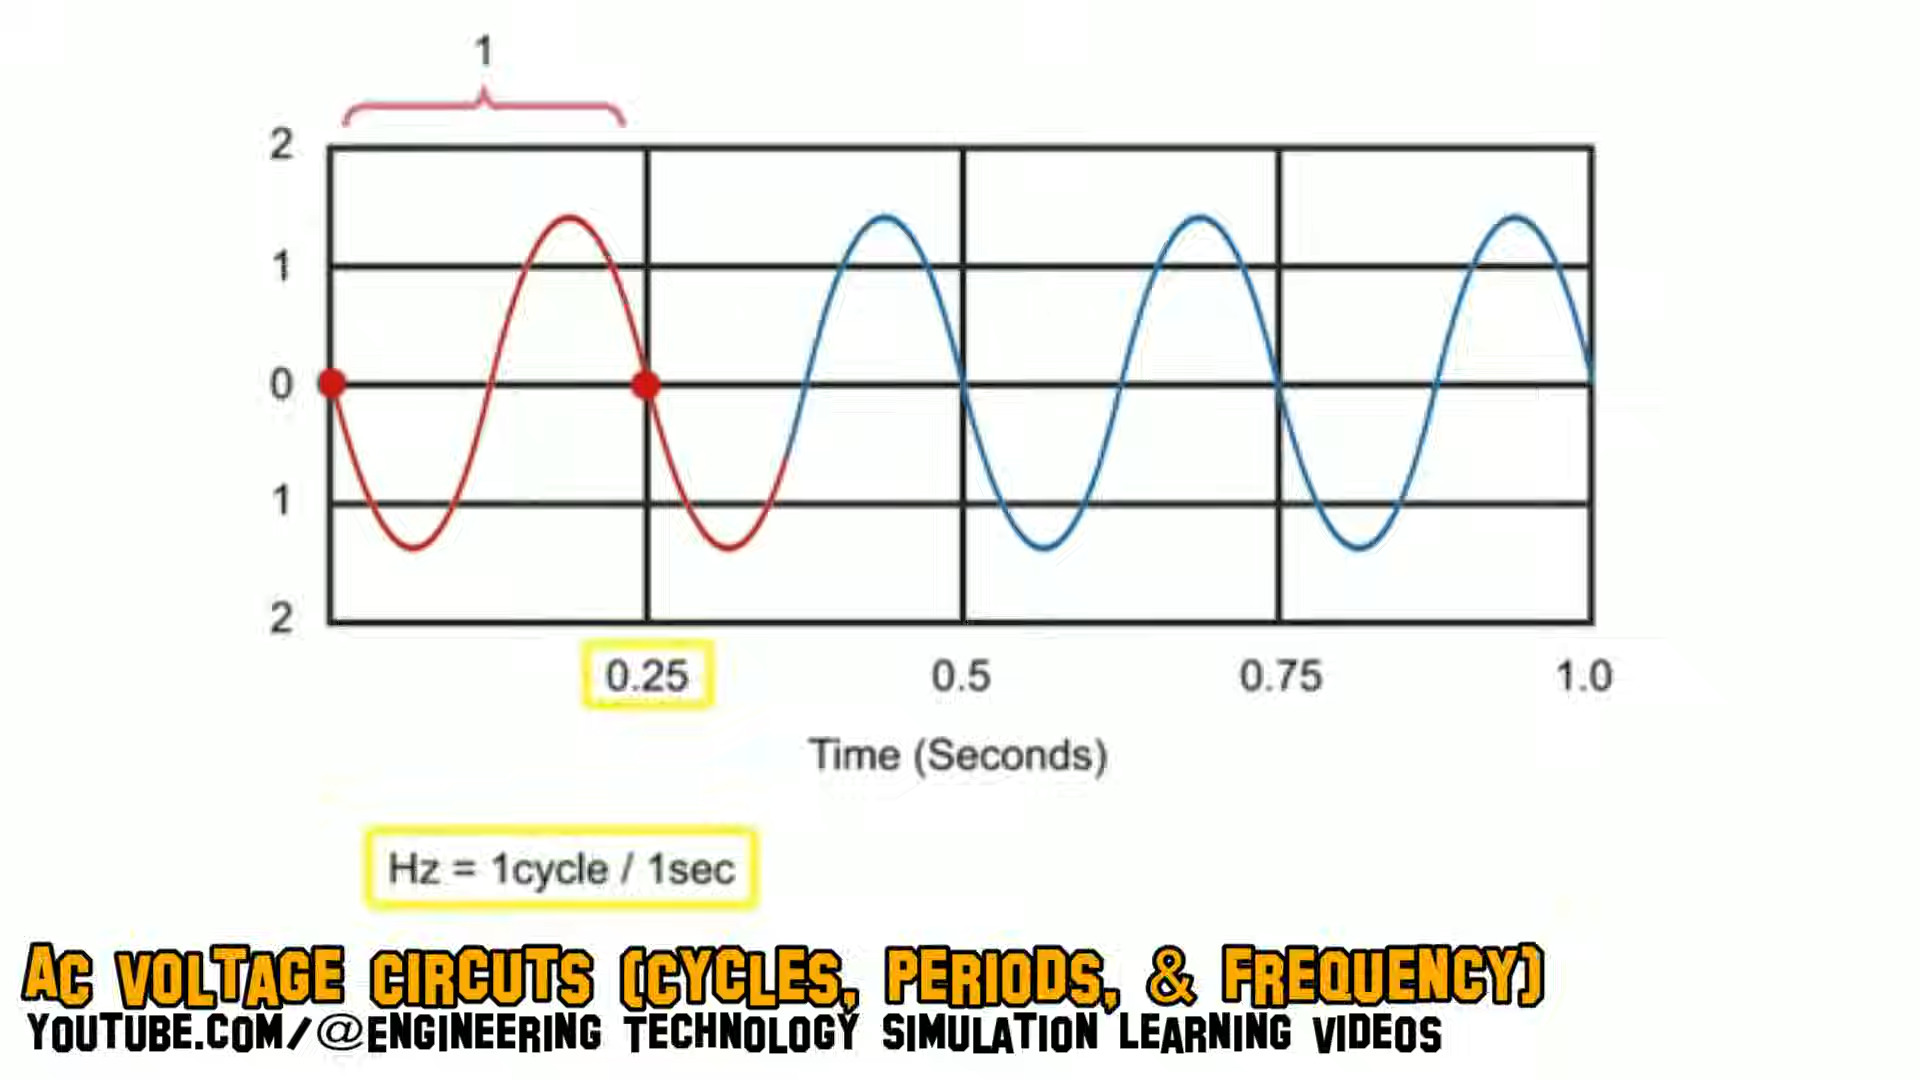 1
2
1
0
1
2
0.25 0.5 0.75 1.0
Time (Seconds)
Hz = 1cycle / 1sec
AC VOLTAGE CIRCUTS (CYCLES, PERIODS, & FREQUENCY)
YOUTUBE.COM/@ENGINEERING TECHNOLOGY SIMULATION LEARNING VIDEOS